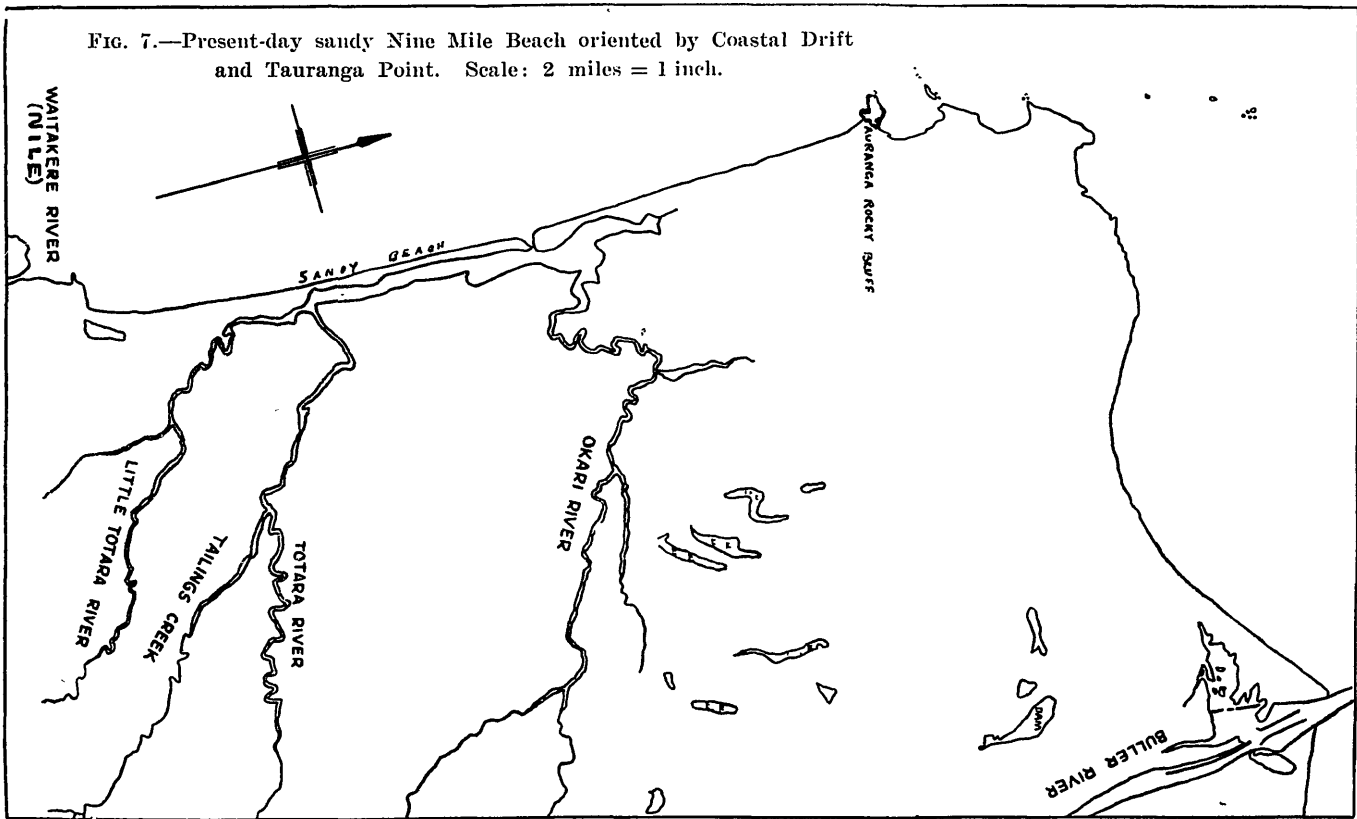 FIG. 7.—Present-day sandy Nine Mile Beach oriented by Coastal Drift
and Tauranga Point. Scale: 2 miles = 1 inch.
WAITAKERE RIVER
(NILE)
SANDY BEACH
AURANGA ROCKY BLUFF
OKARI RIVER
LITTLE TOTARA RIVER
TAILINGS CREEK
TOTARA RIVER
DAM
BULLER RIVER